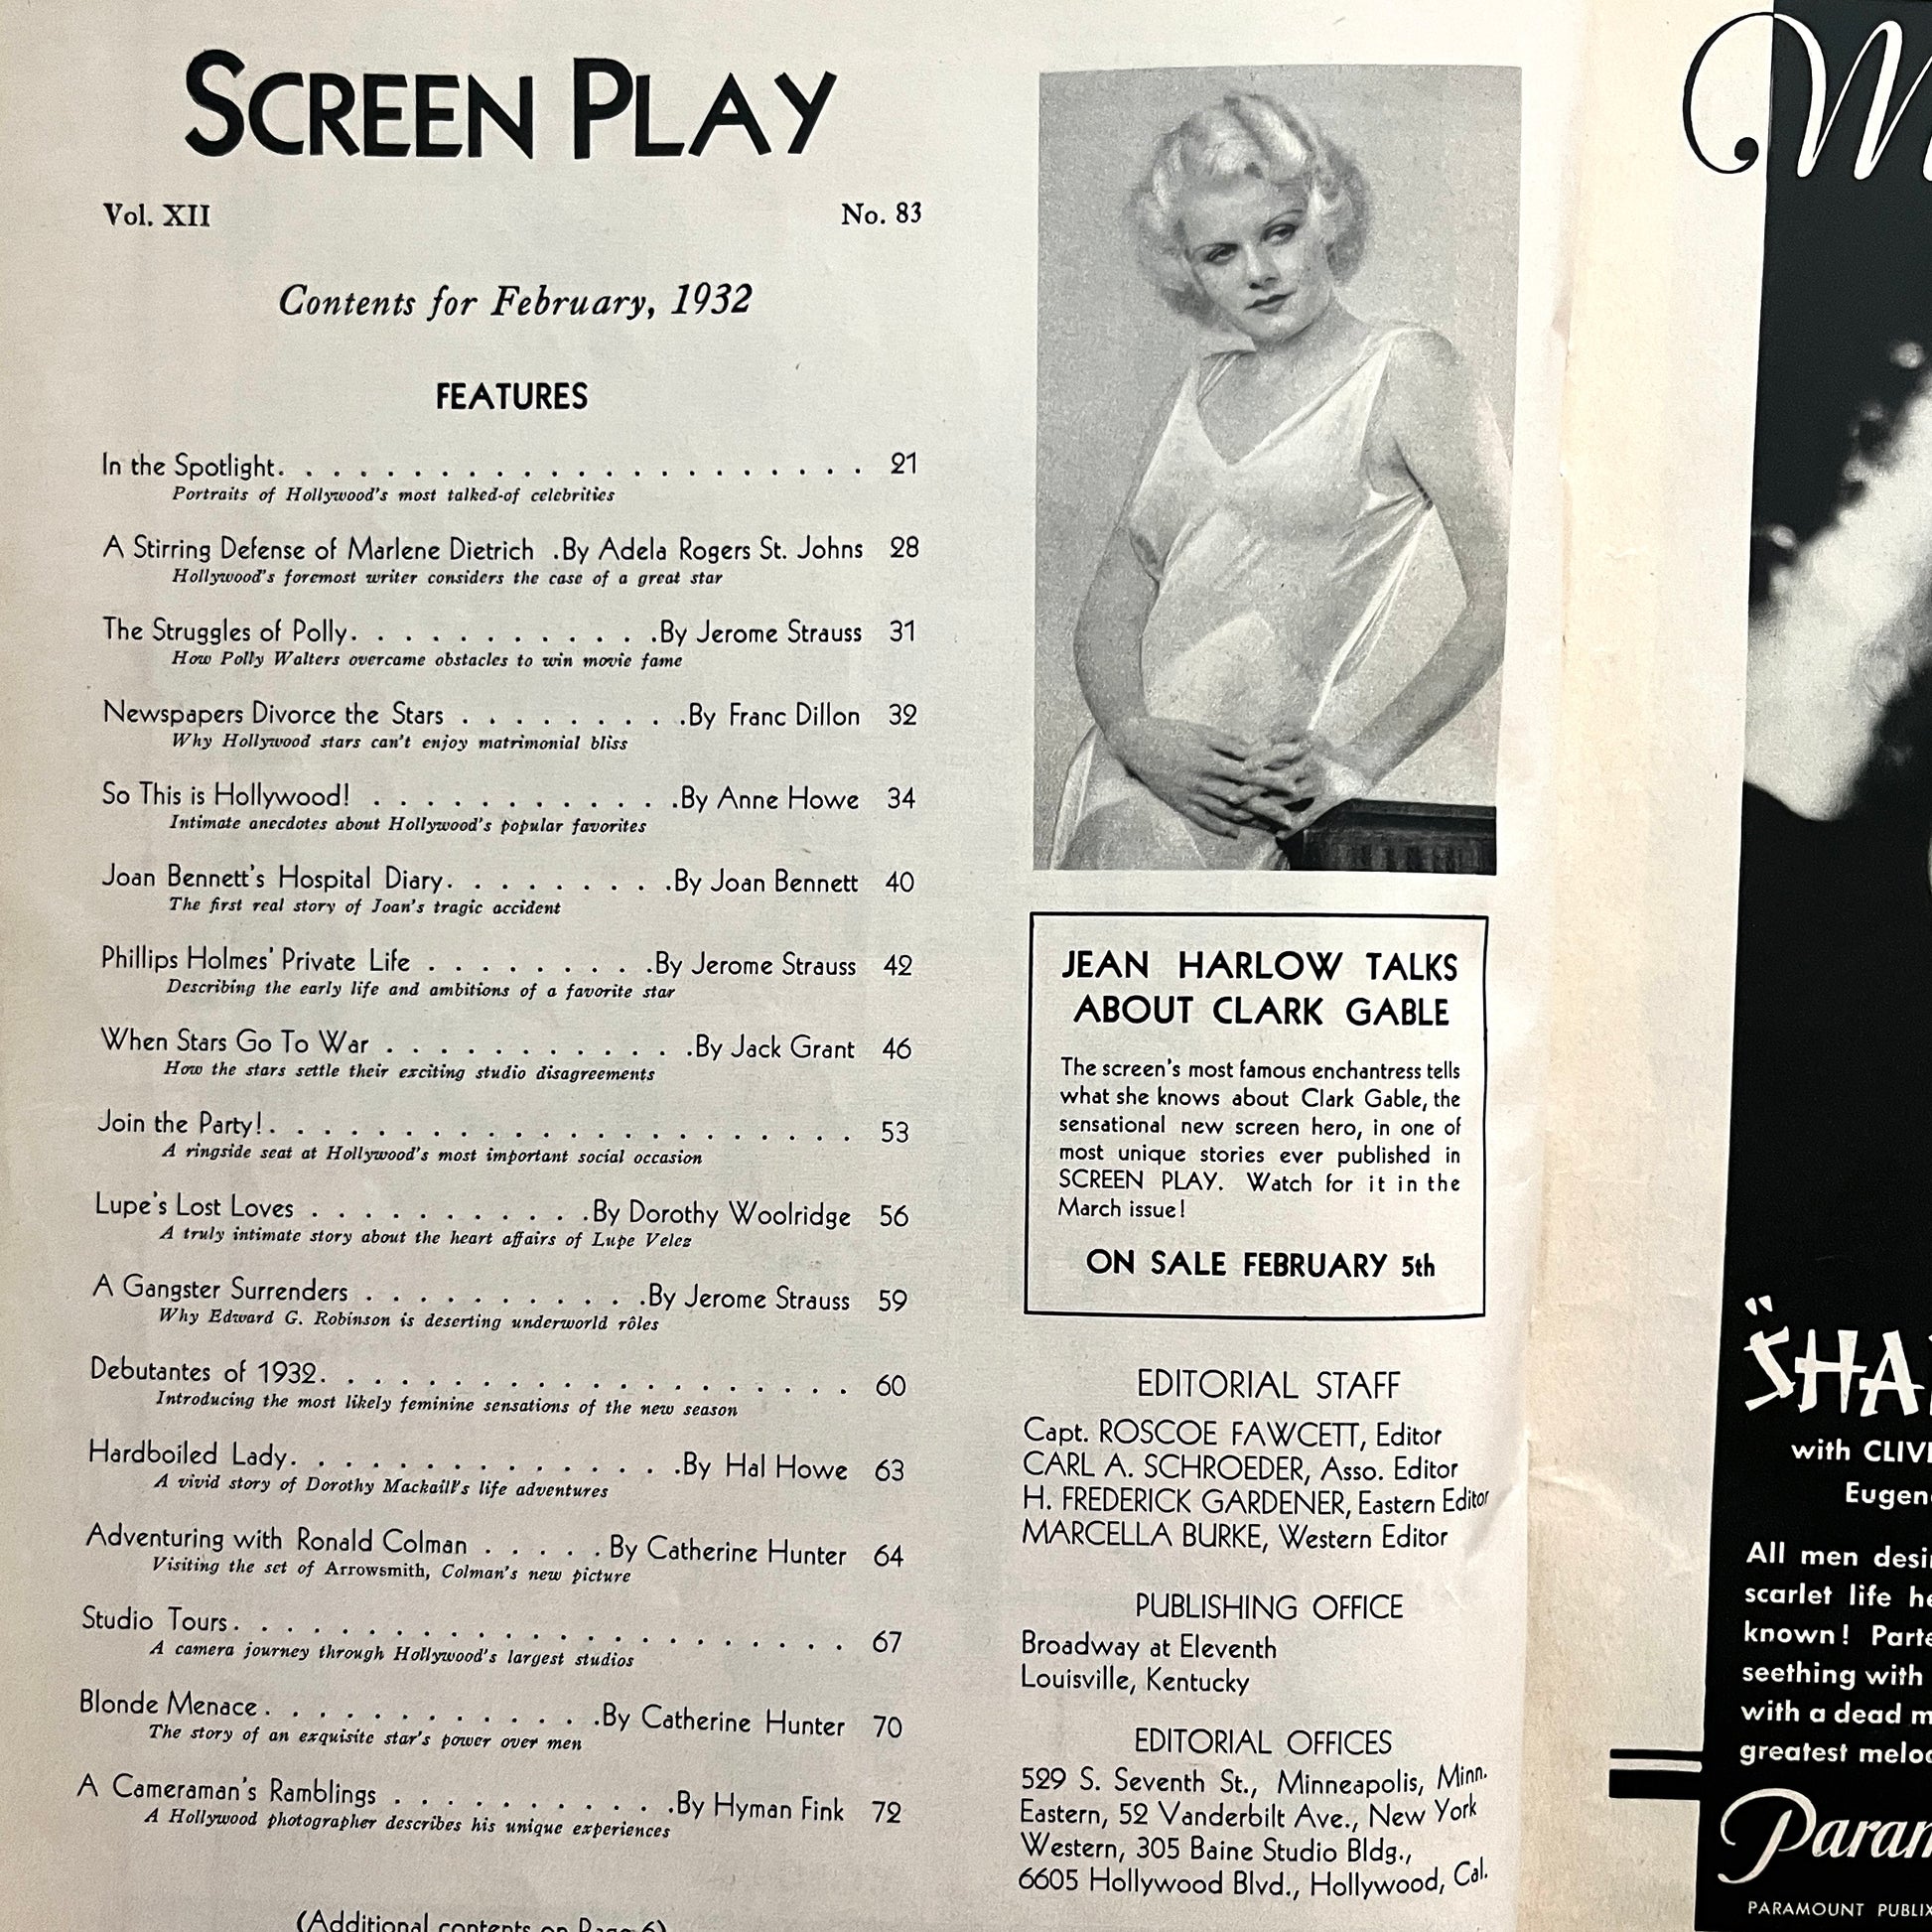 SCREEN PLAY
Vol. XII No. 83
Contents for February, 1932
FEATURES
In the Spotlight. . . . . . . . . . . . . . . . . . . . . . 21
Portraits of Hollywood's most talked-of celebrities
A Stirring Defense of Marlene Dietrich .By Adela Rogers St. Johns 28
Hollywood's foremost writer considers the case of a great star
The Struggles of Polly. . . . . . . . . . . .By Jerome Strauss 31
How Polly Walters overcame obstacles to win movie fame
Newspapers Divorce the Stars . . . . . . . . .By Franc Dillon 32
Why Hollywood stars can't enjoy matrimonial bliss
So This is Hollywood! . . . . . . . . . . . .By Anne Howe 34
Intimate anecdotes about Hollywood's popular favorites
Joan Bennett's Hospital Diary. . . . . . . . .By Joan Bennett 40
The first real story of Joan's tragic accident
Phillips Holmes' Private Life . . . . . . . . .By Jerome Strauss 42
Describing the early life and ambitions of a favorite star
When Stars Go To War . . . . . . . . . . . .By Jack Grant 46
How the stars settle their exciting studio disagreements
Join the Party!. . . . . . . . . . . . . . . . . . . . . . 53
A ringside seat at Hollywood's most important social occasion
Lupe's Lost Loves . . . . . . . . . . .By Dorothy Woolridge 56
A truly intimate story about the heart affairs of Lupe Velez
A Gangster Surrenders . . . . . . . . . . .By Jerome Strauss 59
Why Edward G. Robinson is deserting underworld rôles
Debutantes of 1932. . . . . . . . . . . . . . . . . . . . 60
Introducing the most likely feminine sensations of the new season
Hardboiled Lady. . . . . . . . . . . . . . .By Hal Howe 63
A vivid story of Dorothy Mackaill's life adventures
Adventuring with Ronald Colman . . . . .By Catherine Hunter 64
Visiting the set of Arrowsmith, Colman's new picture
Studio Tours. . . . . . . . . . . . . . . . . . . . . . . 67
A camera journey through Hollywood's largest studios
Blonde Menace. . . . . . . . . . . . .By Catherine Hunter 70
The story of an exquisite star's power over men
A Cameraman's Ramblings . . . . . . . . . . .By Hyman Fink 72
A Hollywood photographer describes his unique experiences
(Additional contents on Page 6)
JEAN HARLOW TALKS
ABOUT CLARK GABLE
The screen's most famous enchantress tells
what she knows about Clark Gable, the
sensational new screen hero, in one of
most unique stories ever published in
SCREEN PLAY. Watch for it in the
March issue!
ON SALE FEBRUARY 5th
EDITORIAL STAFF
Capt. ROSCOE FAWCETT, Editor
CARL A. SCHROEDER, Asso. Editor
H. FREDERICK GARDENER, Eastern Editor
MARCELLA BURKE, Western Editor
PUBLISHING OFFICE
Broadway at Eleventh
Louisville, Kentucky
EDITORIAL OFFICES
529 S. Seventh St., Minneapolis, Minn.
Eastern, 52 Vanderbilt Ave., New York
Western, 305 Baine Studio Bldg.,
6605 Hollywood Blvd., Hollywood, Cal.
with
All men
scarlet life
known!
seething with
with a dead
greatest
PARAMOUNT